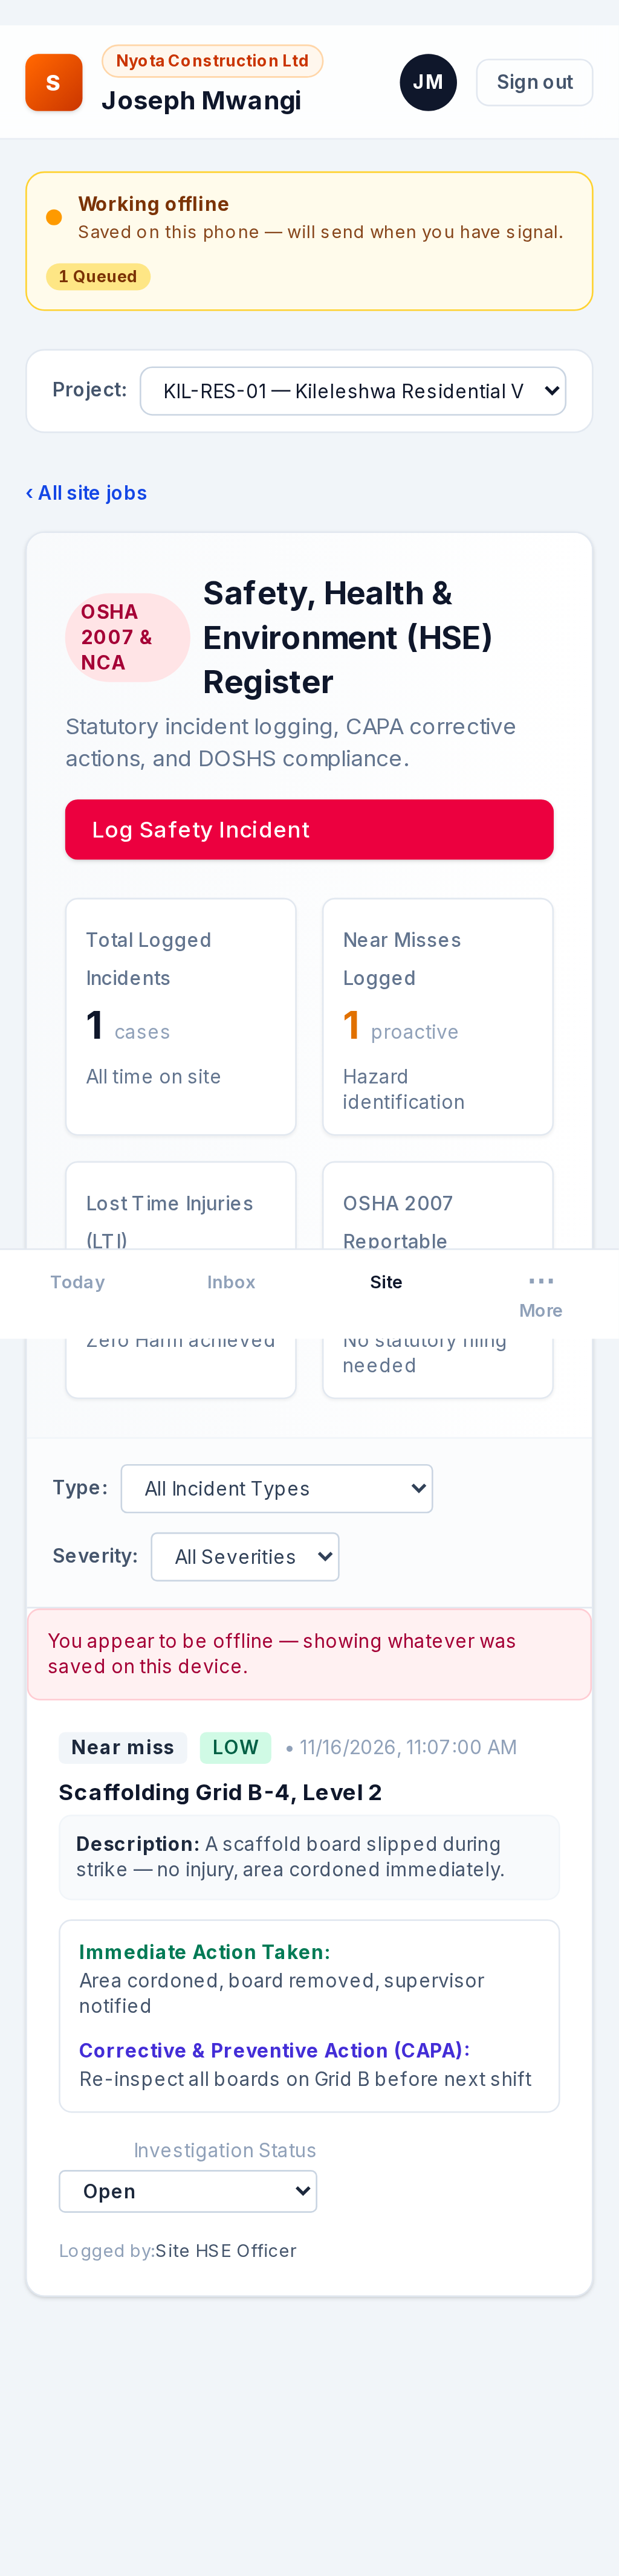 S
Nyota Construction Ltd
Joseph Mwangi
JM
Sign out
Working offline
Saved on this phone — will send when you have signal.
1 Queued
Project:
KIL-RES-01 — Kileleshwa Residential V
‹ All site jobs
OSHA
2007 &
NCA
Safety, Health &
Environment (HSE)
Register
Statutory incident logging, CAPA corrective
actions, and DOSHS compliance.
Log Safety Incident
Total Logged
Incidents
1 cases
All time on site
Near Misses
Logged
1 proactive
Hazard
identification
Lost Time Injuries
(LTI)
OSHA 2007
Reportable
Today
Inbox
Site
More
Zero Harm achieved
No statutory filing
needed
Type:
All Incident Types
Severity:
All Severities
You appear to be offline — showing whatever was
saved on this device.
Near miss
LOW
• 11/16/2026, 11:07:00 AM
Scaffolding Grid B-4, Level 2
Description: A scaffold board slipped during
strike — no injury, area cordoned immediately.
Immediate Action Taken:
Area cordoned, board removed, supervisor
notified
Corrective & Preventive Action (CAPA):
Re-inspect all boards on Grid B before next shift
Investigation Status
Open
Logged by:Site HSE Officer